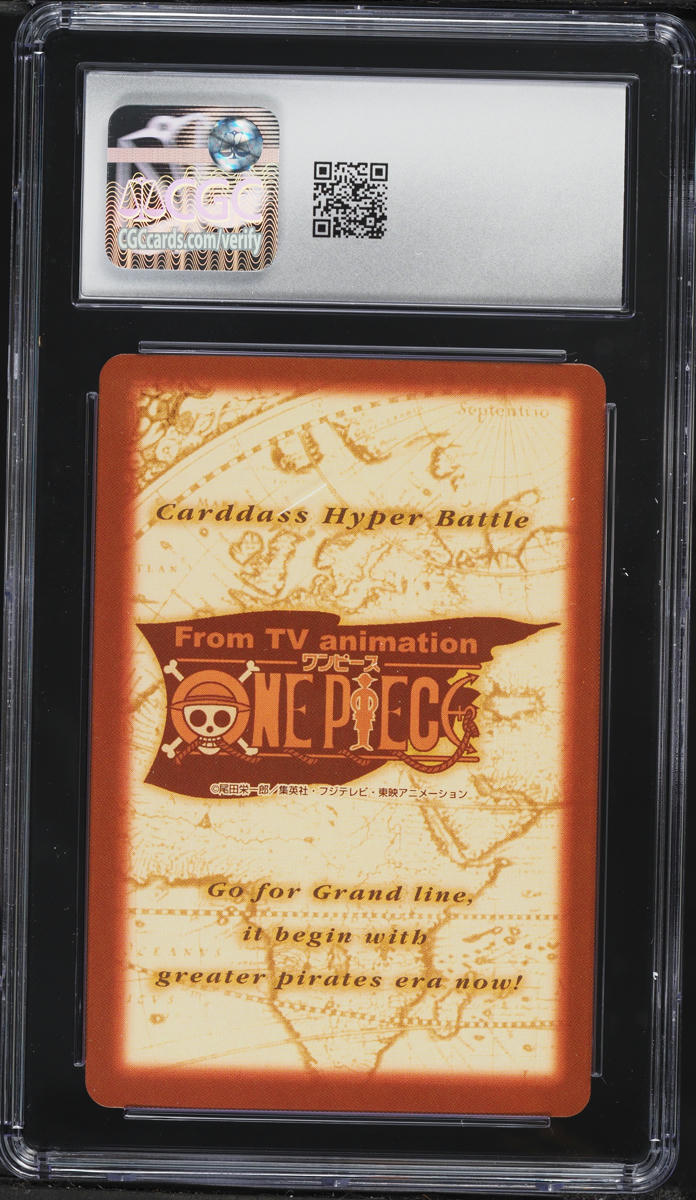 CGC
CGCcards.com/verify
Septentrio
Carddass Hyper Battle
From TV animation
ワンピース
ONE PIECE
©尾田栄一郎／集英社・フジテレビ・東映アニメーション
Go for Grand line,
it begin with
greater pirates era now!